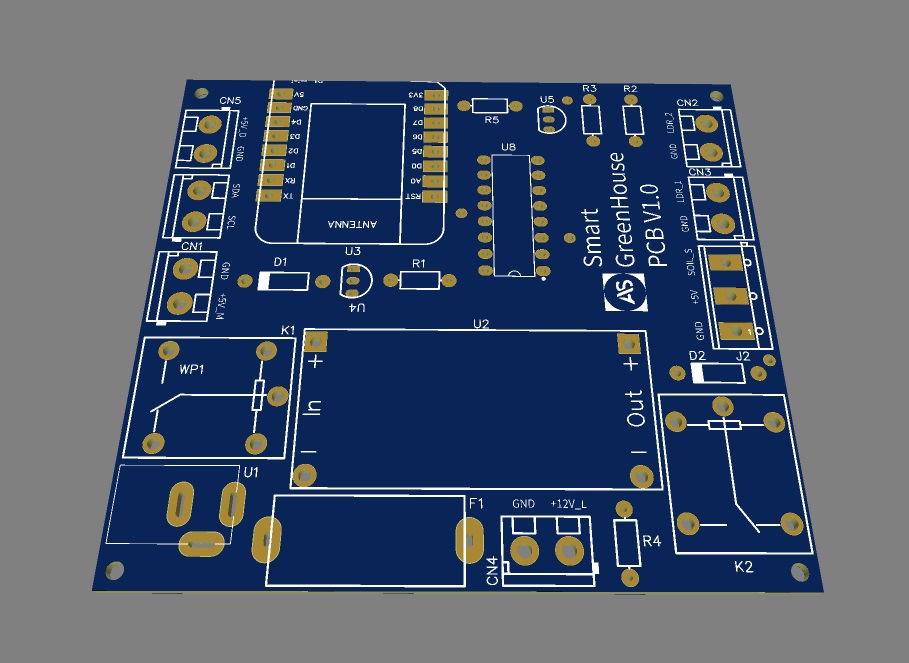 CN5
+5V_D
GND
SDA
SCL
CN1
GND
+5V_M
5V
GND
D4
D3
D2
D1
RX
TX
3V3
D8
D7
D6
D5
D0
A0
RST
ANTENNA
R5
U5
R3
R2
CN2
LDR_2
GND
U8
CN3
LDR_1
GND
Smart
GreenHouse
PCB V1.0
AS
SOIL_S
+5V
GND
1
D1
U3
U4
R1
D2
J2
K1
WP1
U2
+
In
–
+
Out
–
U1
F1
GND
+12V_L
CN4
R4
K2